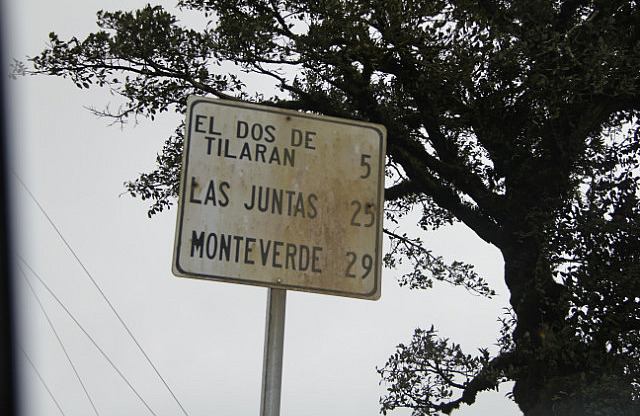 EL DOS DE
TILARAN 5
LAS JUNTAS 25
MONTEVERDE 29